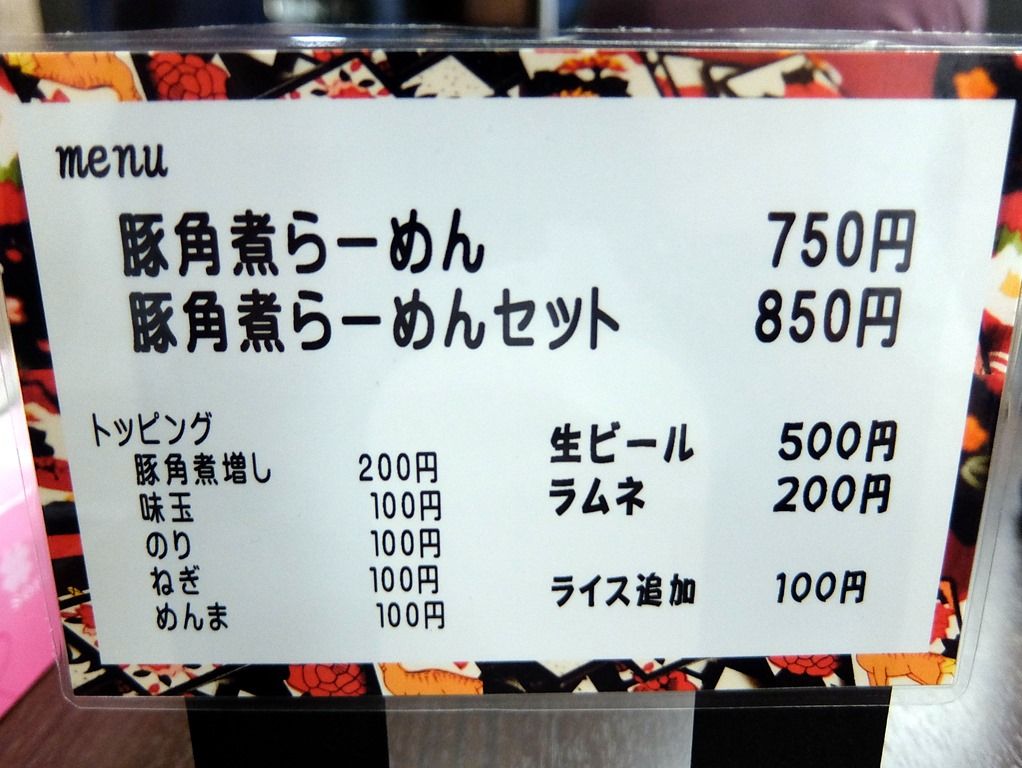 menu
豚角煮らーめん 750円
豚角煮らーめんセット 850円
トッピング
豚角煮増し 200円
味玉 100円
のり 100円
ねぎ 100円
めんま 100円
生ビール 500円
ラムネ 200円
ライス追加 100円